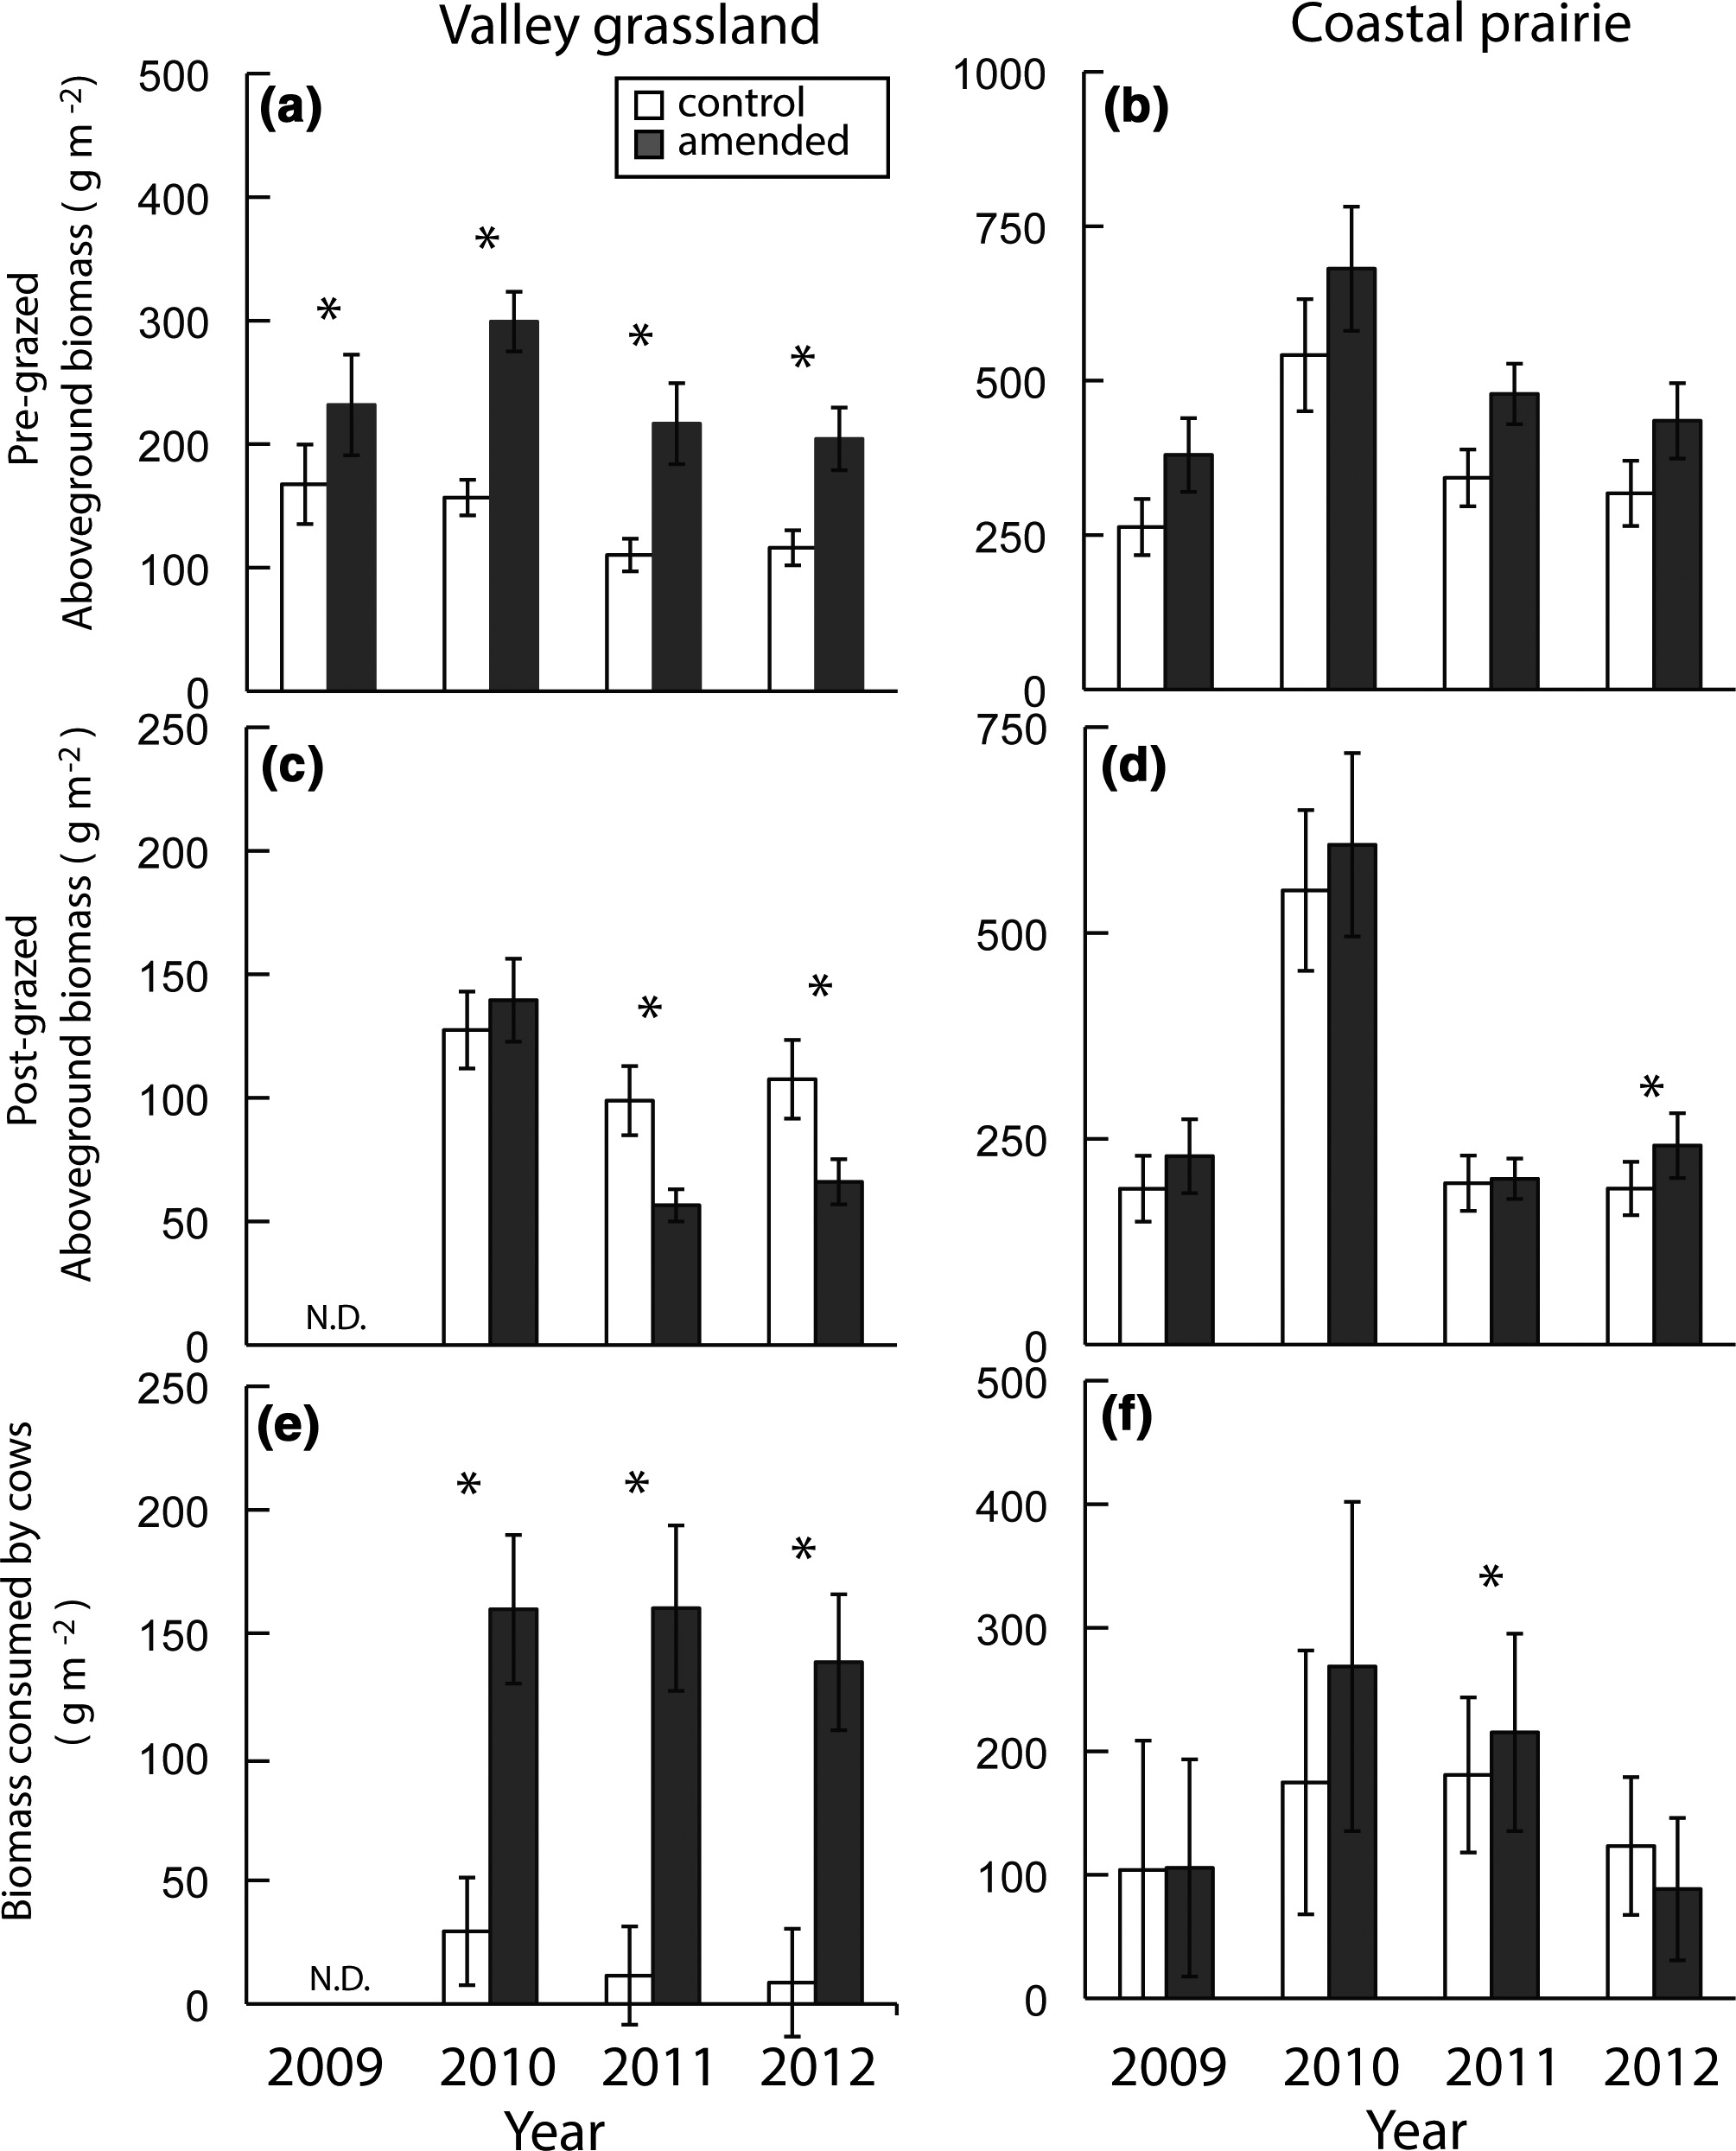 Valley grassland
Coastal prairie
Pre-grazed
Aboveground biomass ( g m -2)
500
400
300
200
100
0
(a)
control
amended
*
*
*
*
1000
750
500
250
0
(b)
Post-grazed
Aboveground biomass ( g m-2)
250
200
150
100
50
0
(c)
N.D.
*
*
750
500
250
0
(d)
*
Biomass consumed by cows
( g m -2 )
250
200
150
100
50
0
(e)
N.D.
*
*
*
2009 2010 2011 2012
Year
500
400
300
200
100
0
(f)
*
2009 2010 2011 2012
Year